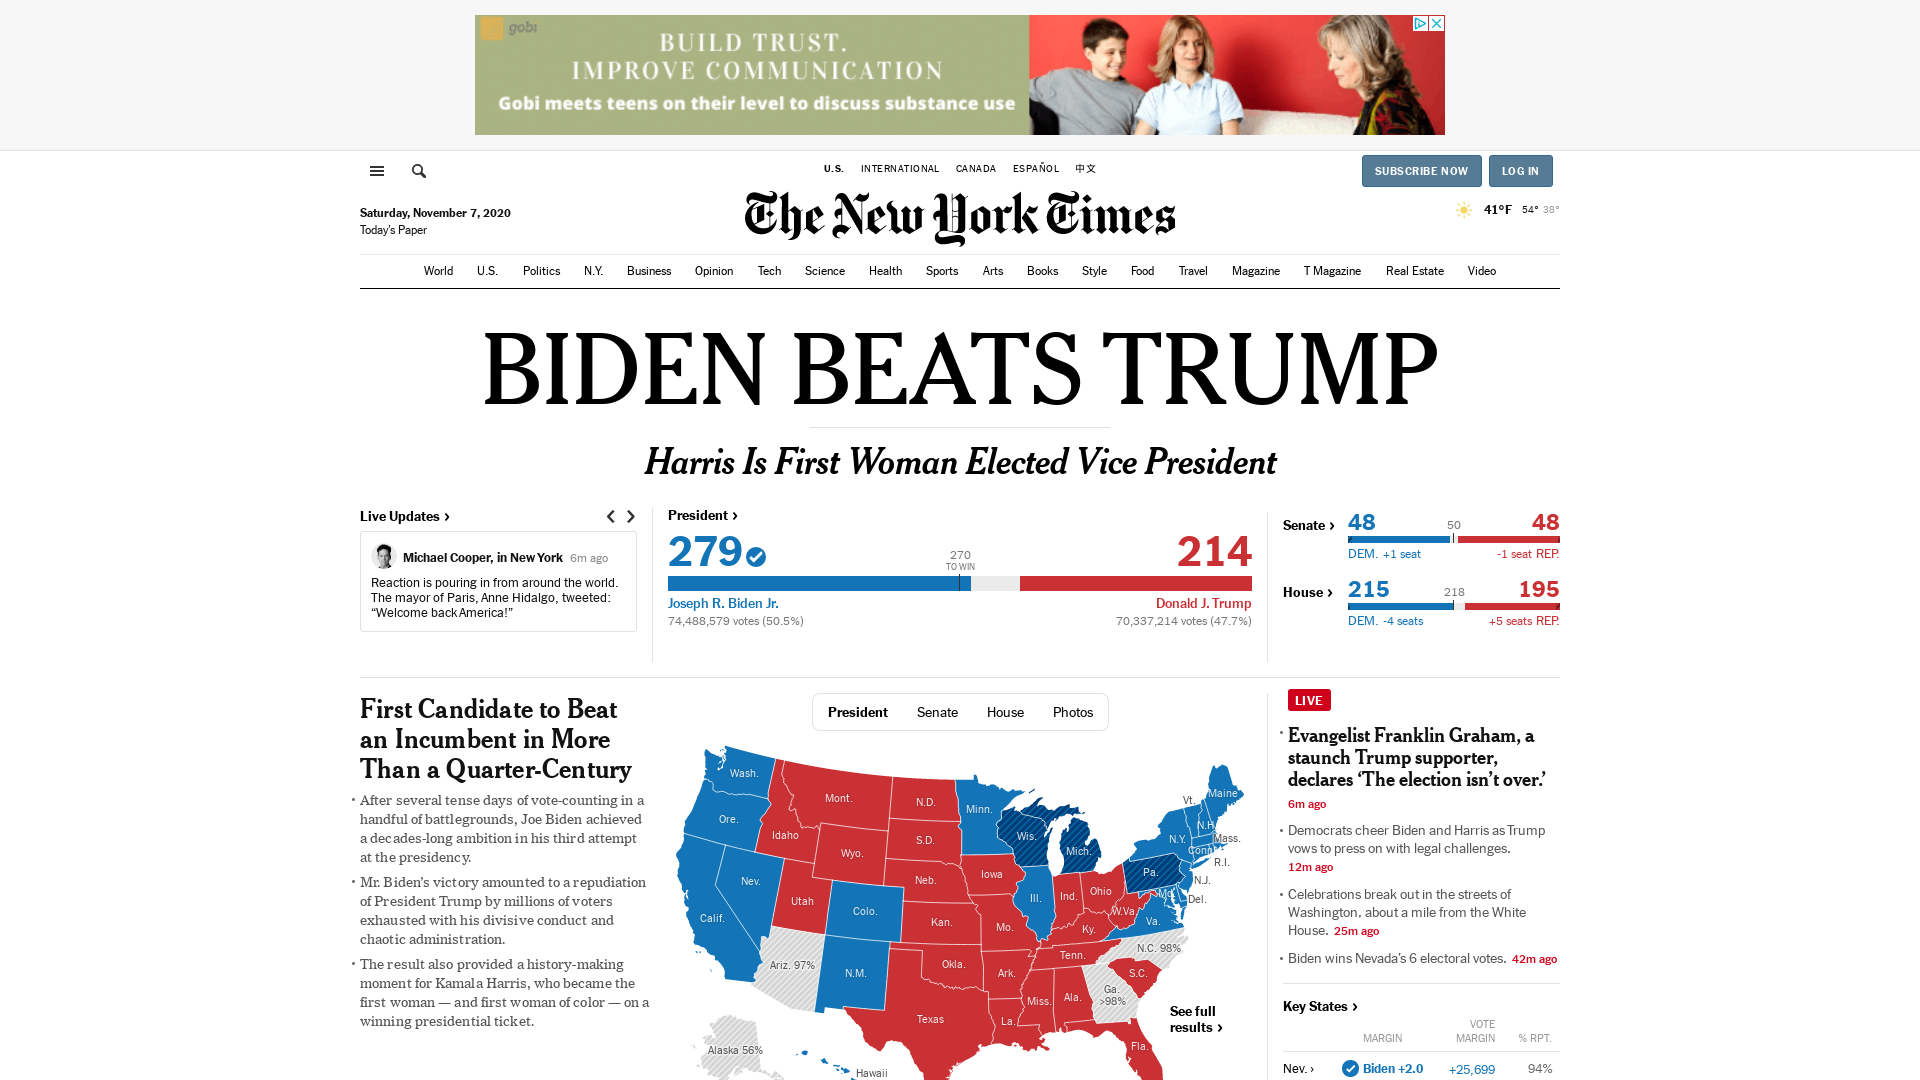 gobi
BUILD TRUST.
IMPROVE COMMUNICATION
Gobi meets teens on their level to discuss substance use
U.S. INTERNATIONAL CANADA ESPAÑOL 中文
SUBSCRIBE NOW LOG IN
The New York Times
Saturday, November 7, 2020
Today's Paper
41°F 54° 38°
World U.S. Politics N.Y. Business Opinion Tech Science Health Sports Arts Books Style Food Travel Magazine T Magazine Real Estate Video
BIDEN BEATS TRUMP
Harris Is First Woman Elected Vice President
Live Updates ›
Michael Cooper, in New York 6m ago
Reaction is pouring in from around the world.
The mayor of Paris, Anne Hidalgo, tweeted:
“Welcome back America!”
President ›
279 214
270
TO WIN
Joseph R. Biden Jr. Donald J. Trump
74,488,579 votes (50.5%) 70,337,214 votes (47.7%)
Senate › 48 50 48
DEM. +1 seat -1 seat REP.
House › 215 218 195
DEM. -4 seats +5 seats REP.
First Candidate to Beat
an Incumbent in More
Than a Quarter-Century
• After several tense days of vote-counting in a
handful of battlegrounds, Joe Biden achieved
a decades-long ambition in his third attempt
at the presidency.
• Mr. Biden’s victory amounted to a repudiation
of President Trump by millions of voters
exhausted with his divisive conduct and
chaotic administration.
• The result also provided a history-making
moment for Kamala Harris, who became the
first woman — and first woman of color — on a
winning presidential ticket.
President Senate House Photos
Wash.
Mont.
N.D.
Minn.
Maine
Vt.
Ore.
Idaho
S.D.
Wis.
N.H.
N.Y.
Mass.
Wyo.
Mich.
Conn.
R.I.
Nev.
Neb.
Iowa
Pa.
N.J.
Utah
Colo.
Ill.
Ind.
Ohio
Md.
Del.
Calif.
Kan.
Mo.
W.Va.
Va.
Ky.
N.C. 98%
Ariz. 97%
N.M.
Okla.
Ark.
Tenn.
S.C.
Miss.
Ala.
Ga.
>98%
Texas
La.
Fla.
Alaska 56%
Hawaii
See full
results ›
LIVE
• Evangelist Franklin Graham, a
staunch Trump supporter,
declares ‘The election isn’t over.’
6m ago
• Democrats cheer Biden and Harris as Trump
vows to press on with legal challenges.
12m ago
• Celebrations break out in the streets of
Washington, about a mile from the White
House. 25m ago
• Biden wins Nevada’s 6 electoral votes. 42m ago
Key States ›
MARGIN VOTE
MARGIN % RPT.
Nev. › Biden +2.0 +25,699 94%